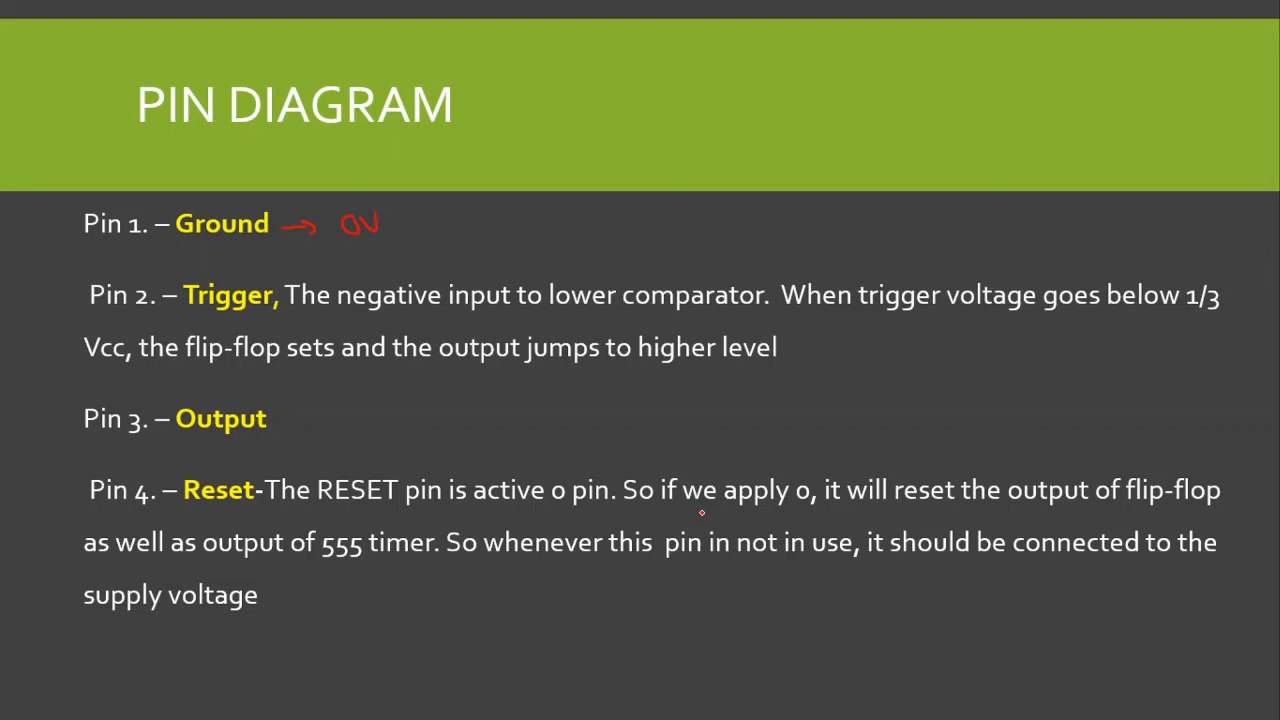 PIN DIAGRAM
Pin 1. – Ground → 0V
Pin 2. – Trigger, The negative input to lower comparator. When trigger voltage goes below 1/3
Vcc, the flip-flop sets and the output jumps to higher level
Pin 3. – Output
Pin 4. – Reset-The RESET pin is active 0 pin. So if we apply 0, it will reset the output of flip-flop
as well as output of 555 timer. So whenever this pin in not in use, it should be connected to the
supply voltage